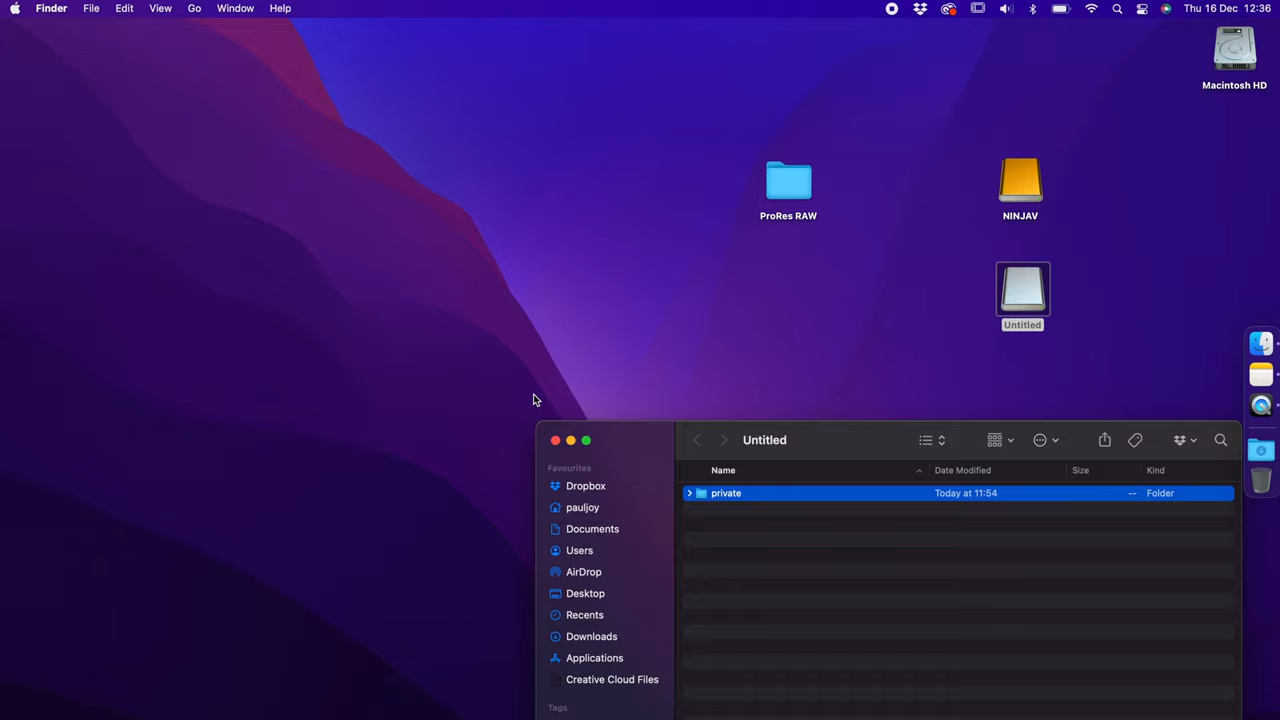 Finder File Edit View Go Window Help Thu 16 Dec 12:36
Macintosh HD
ProRes RAW NINJAV
Untitled
Untitled
Favourites Name Date Modified Size Kind
Dropbox
private Today at 11:54 -- Folder
pauljoy
Documents
Users
AirDrop
Desktop
Recents
Downloads
Applications
Creative Cloud Files
Tags